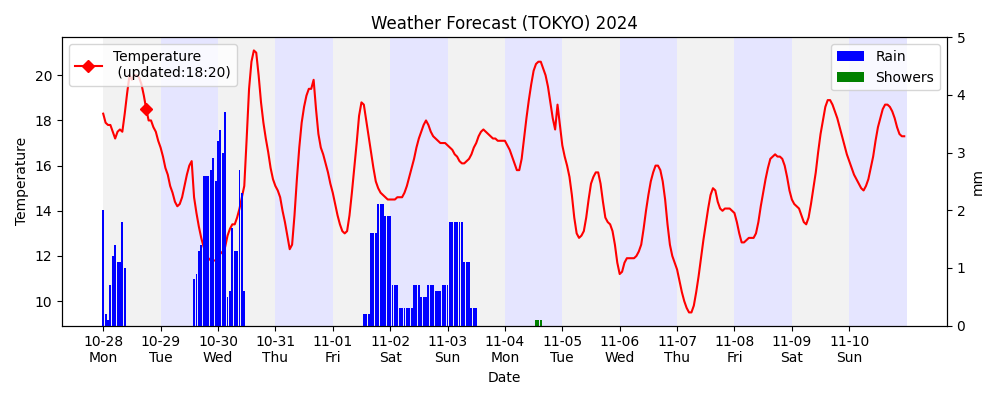 Weather Forecast (TOKYO) 2024
Temperature
(updated:18:20)
Rain
Showers
Temperature
20
18
16
14
12
10
5
4
3
2
1
0
mm
10-28 10-29 10-30 10-31 11-01 11-02 11-03 11-04 11-05 11-06 11-07 11-08 11-09 11-10
Mon Tue Wed Thu Fri Sat Sun Mon Tue Wed Thu Fri Sat Sun
Date